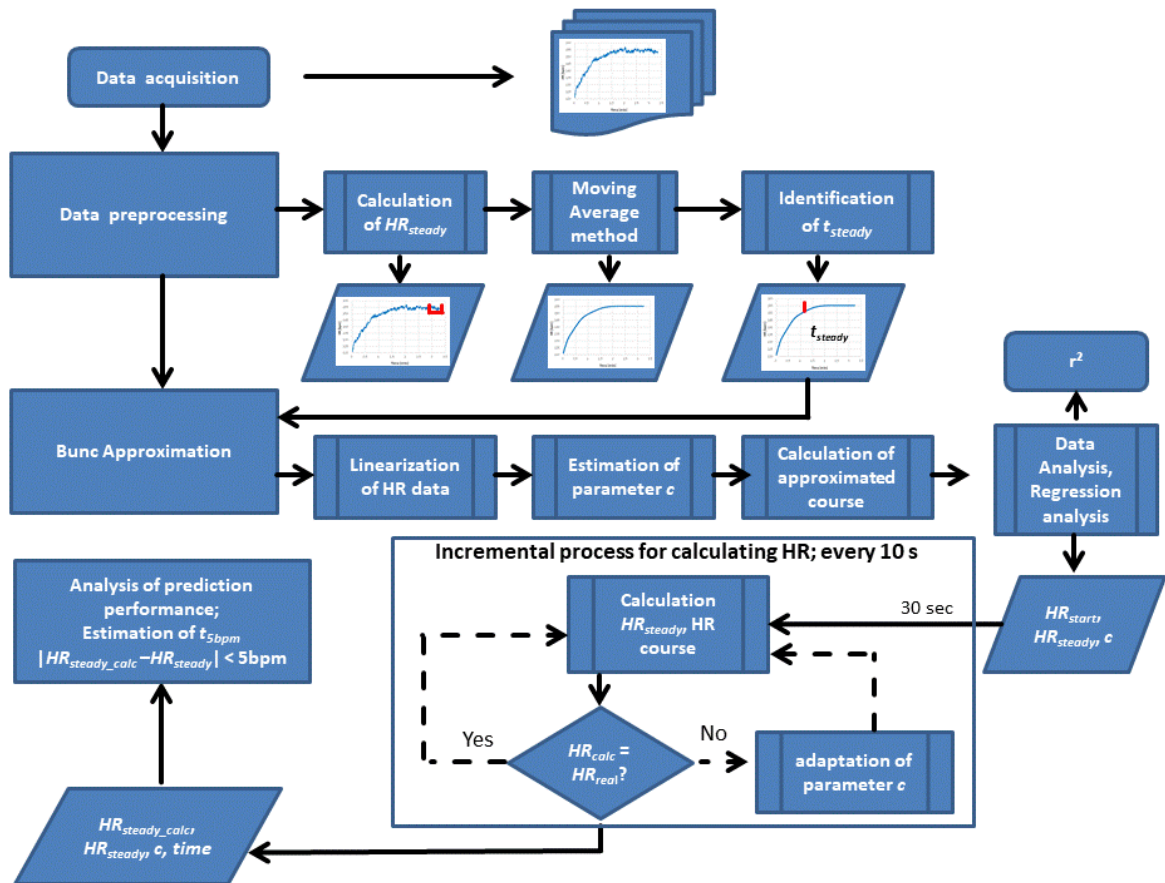 Data acquisition
Data preprocessing
Calculation
of HRsteady
Moving
Average
method
Identification
of tsteady
tsteady
r²
Bunc Approximation
Linearization
of HR data
Estimation of
parameter c
Calculation of
approximated
course
Data
Analysis,
Regression
analysis
Incremental process for calculating HR; every 10 s
Analysis of prediction
performance;
Estimation of t5bpm
|HRsteady_calc–HRsteady| < 5bpm
Calculation
HRsteady, HR
course
30 sec
HRstart,
HRsteady, c
Yes
HRcalc =
HRreal?
No
adaptation of
parameter c
HRsteady_calc,
HRsteady, c, time